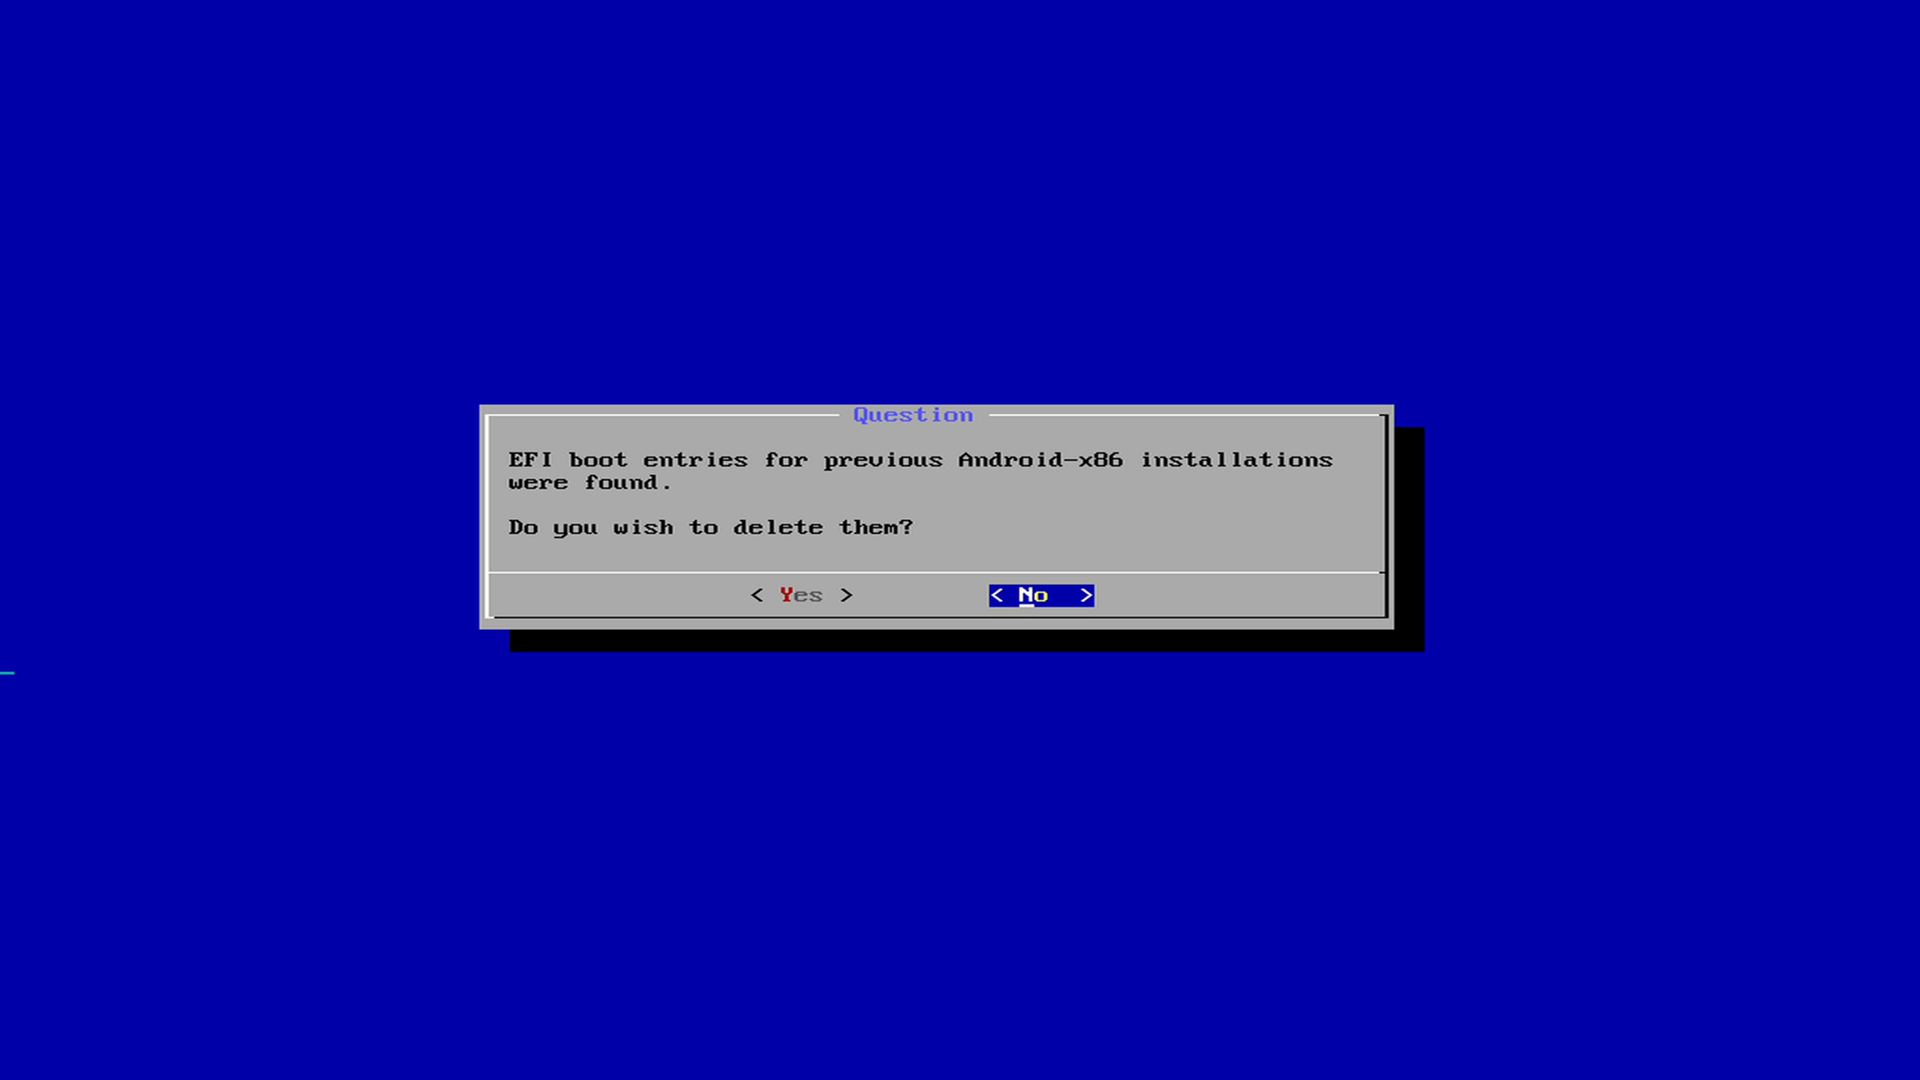 Question
EFI boot entries for previous Android-x86 installations
were found.
Do you wish to delete them?
< Yes > < No >